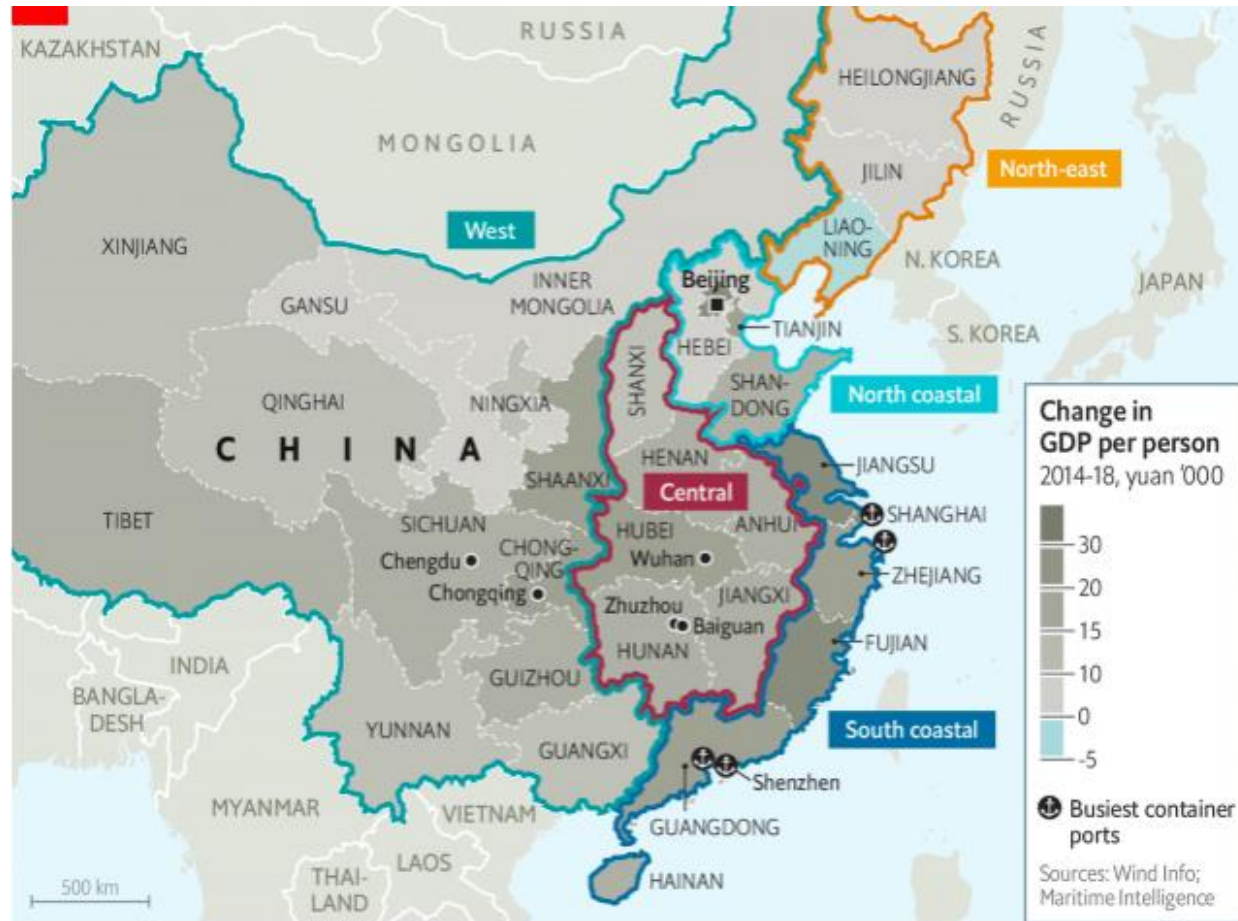 KAZAKHSTAN
RUSSIA
RUSSIA
MONGOLIA
HEILONGJIANG
JILIN
North-east
LIAO-
NING
West
XINJIANG
INNER
MONGOLIA
GANSU
Beijing
TIANJIN
HEBEI
N. KOREA
S. KOREA
JAPAN
SHANXI
SHAN-
DONG
North coastal
QINGHAI
NINGXIA
CHINA
SHAANXI
HENAN
Central
JIANGSU
SHANGHAI
TIBET
SICHUAN
Chengdu
CHONG-
QING
Chongqing
HUBEI
Wuhan
ANHUI
ZHEJIANG
Zhuzhou
Baiguan
JIANGXI
HUNAN
FUJIAN
INDIA
BANGLA-
DESH
GUIZHOU
YUNNAN
GUANGXI
South coastal
Shenzhen
GUANGDONG
MYANMAR
VIETNAM
LAOS
THAI-
LAND
HAINAN
500 km
Change in
GDP per person
2014-18, yuan '000
30
20
15
10
0
-5
Busiest container
ports
Sources: Wind Info;
Maritime Intelligence